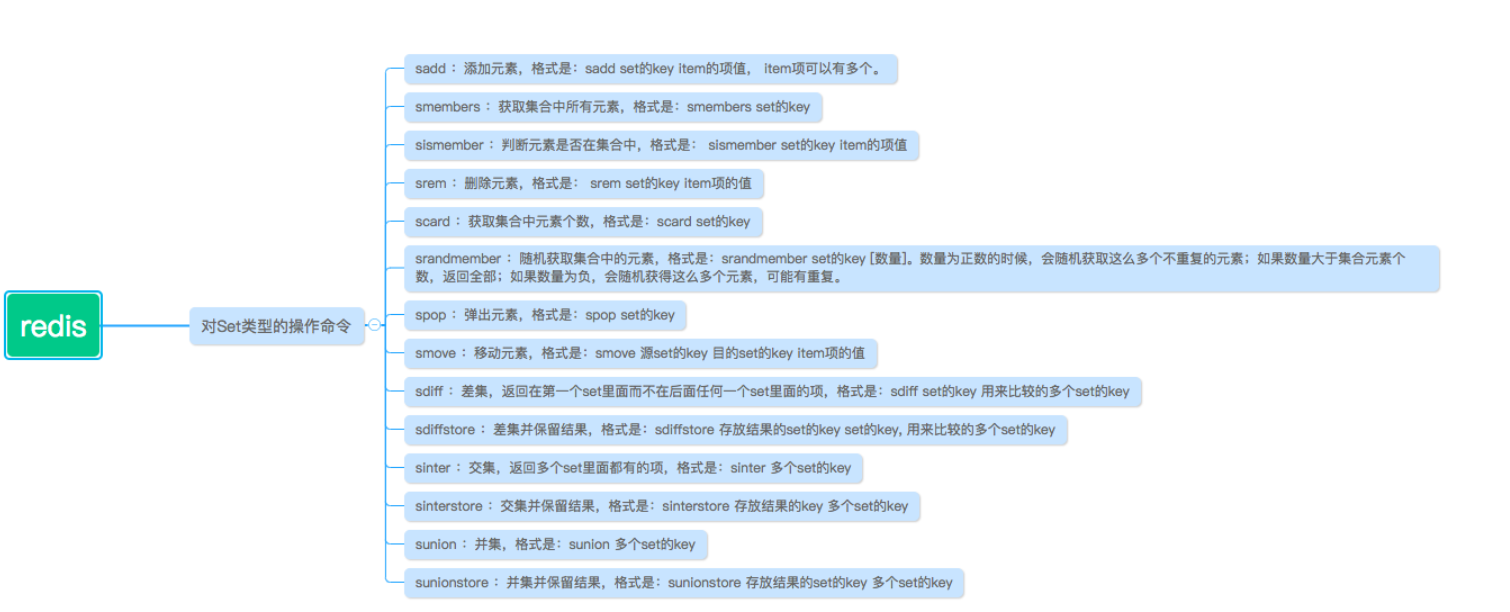 sadd ：添加元素，格式是：sadd set的key item的项值， item项可以有多个。
smembers ：获取集合中所有元素，格式是：smembers set的key
sismember ：判断元素是否在集合中，格式是： sismember set的key item的项值
srem ：删除元素，格式是： srem set的key item项的值
scard ：获取集合中元素个数，格式是：scard set的key
srandmember ：随机获取集合中的元素，格式是：srandmember set的key [数量]。数量为正数的时候，会随机获取这么多个不重复的元素；如果数量大于集合元素个
数，返回全部；如果数量为负，会随机获得这么多个元素，可能有重复。
redis
对Set类型的操作命令
spop ：弹出元素，格式是：spop set的key
smove ：移动元素，格式是：smove 源set的key 目的set的key item项的值
sdiff ：差集，返回在第一个set里面而不在后面任何一个set里面的项，格式是：sdiff set的key 用来比较的多个set的key
sdiffstore ：差集并保留结果，格式是：sdiffstore 存放结果的set的key set的key, 用来比较的多个set的key
sinter ：交集，返回多个set里面都有的项，格式是：sinter 多个set的key
sinterstore ：交集并保留结果，格式是：sinterstore 存放结果的key 多个set的key
sunion ：并集，格式是：sunion 多个set的key
sunionstore ：并集并保留结果，格式是：sunionstore 存放结果的set的key 多个set的key